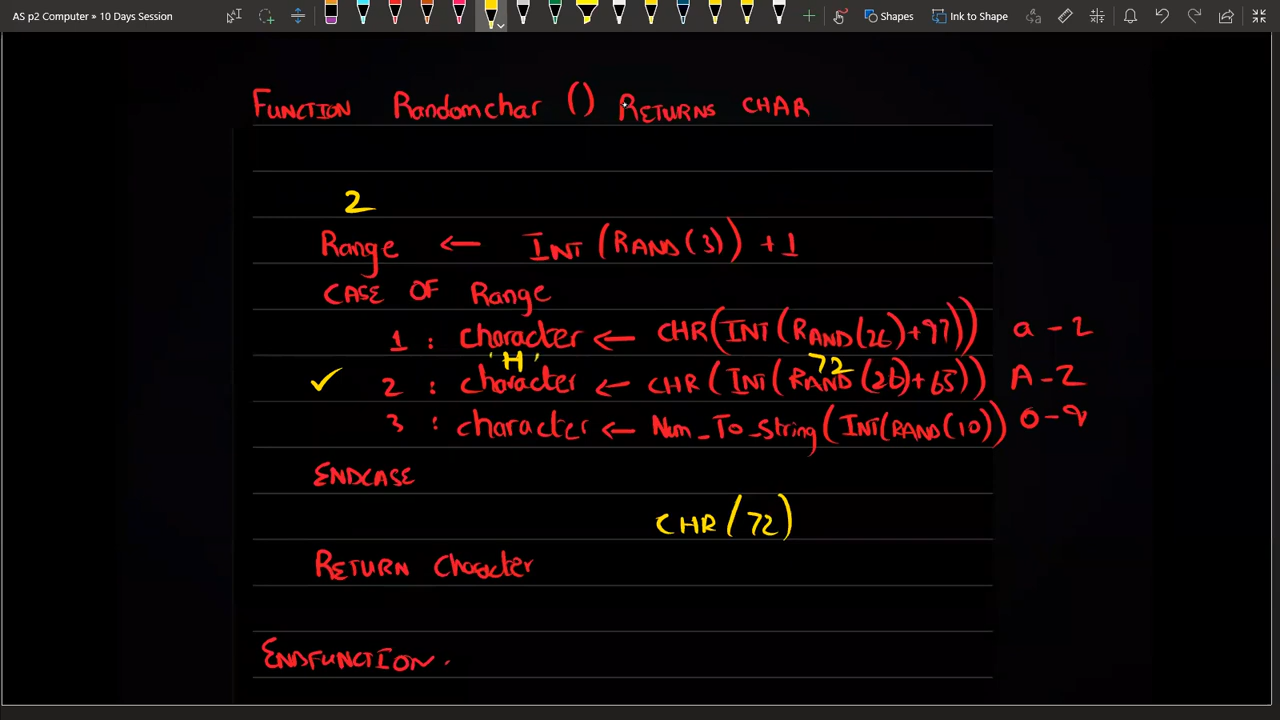 AS p2 Computer » 10 Days Session
Shapes
Ink to Shape
FUNCTION Randomchar () RETURNS CHAR
2
Range ← INT (RAND(3)) + 1
CASE OF Range
1 : character ← CHR(INT(RAND(26)+97)) a-z
'H' 72
✓ 2 : character ← CHR(INT(RAND(26)+65)) A-Z
3 : character ← Num_To_string(INT(RAND(10)) 0-9
ENDCASE
CHR(72)
RETURN Character
ENDFUNCTION.